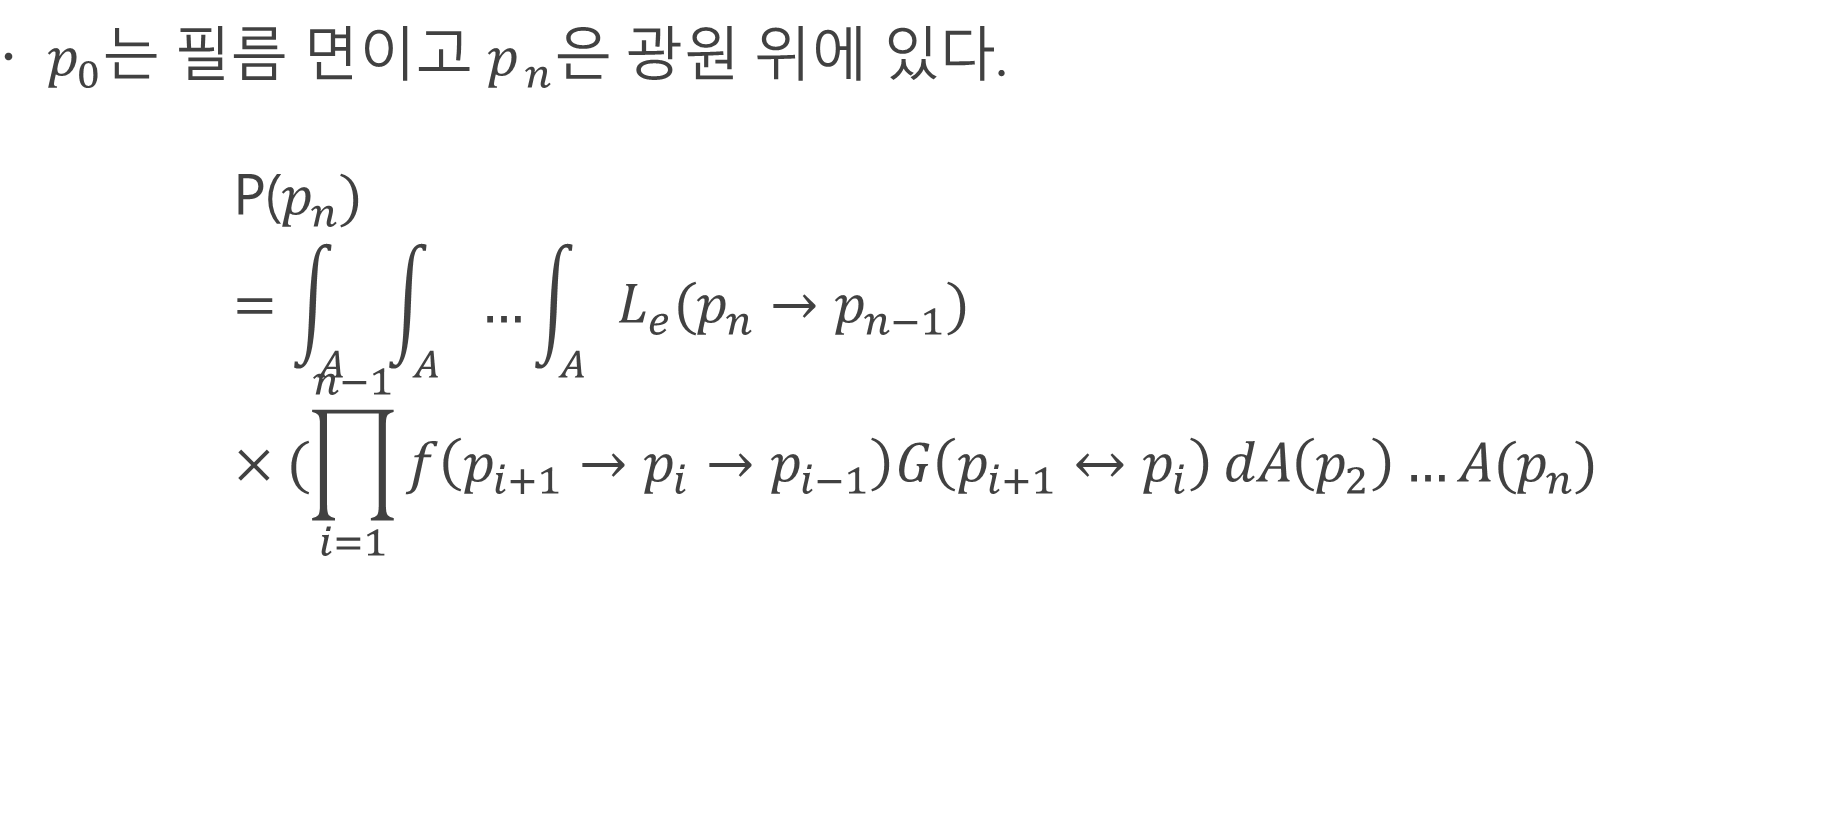 · p₀는 필름 면이고 pₙ은 광원 위에 있다.
P(pₙ)
= ∫_A ∫_A … ∫_A Lₑ(pₙ → pₙ₋₁)
× (∏_{i=1}^{n−1} f(pᵢ₊₁ → pᵢ → pᵢ₋₁)G(pᵢ₊₁ ↔ pᵢ) dA(p₂) … A(pₙ)